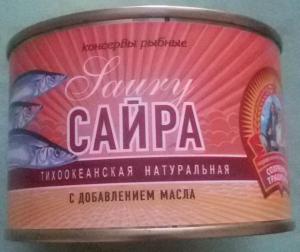 консервы рыбные
Saury
САЙРА
ТИХООКЕАНСКАЯ НАТУРАЛЬНАЯ
С ДОБАВЛЕНИЕМ МАСЛА